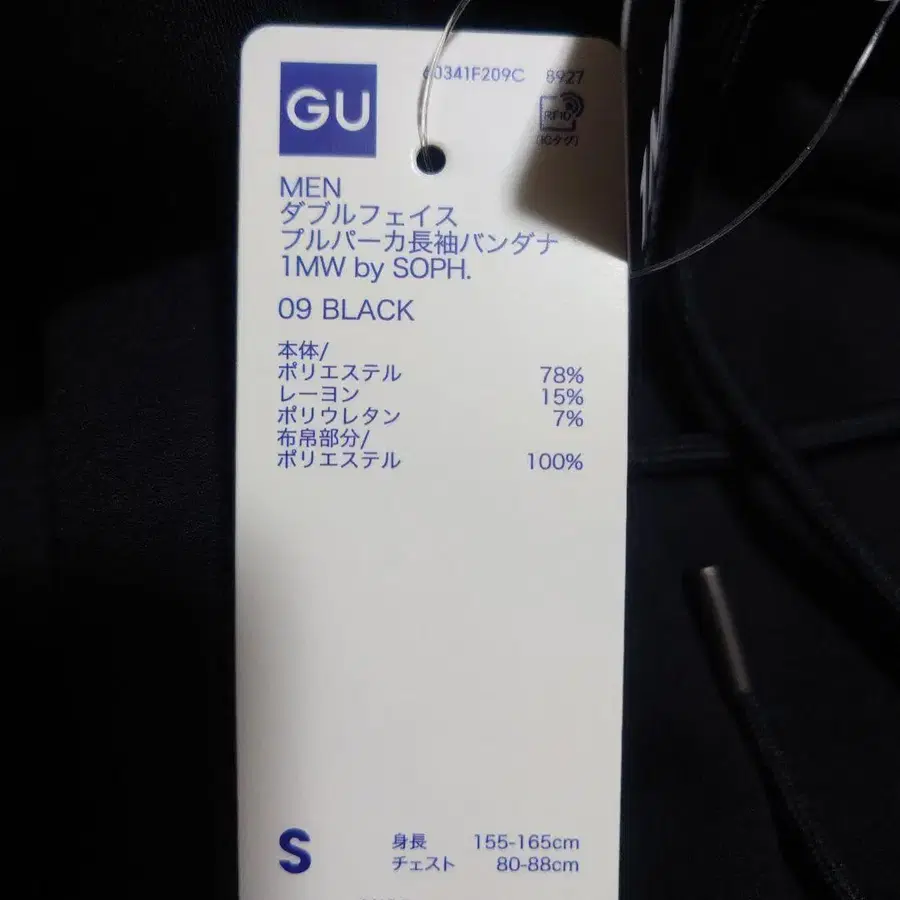 GU
60341F209C 8927
RFID
(ICタグ)
MEN
ダブルフェイス
プルパーカ長袖バンダナ
1MW by SOPH.
09 BLACK
本体/
ポリエステル 78%
レーヨン 15%
ポリウレタン 7%
布帛部分/
ポリエステル 100%
S
身長 155-165cm
チェスト 80-88cm